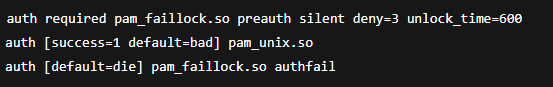 auth required pam_faillock.so preauth silent deny=3 unlock_time=600
auth [success=1 default=bad] pam_unix.so
auth [default=die] pam_faillock.so authfail